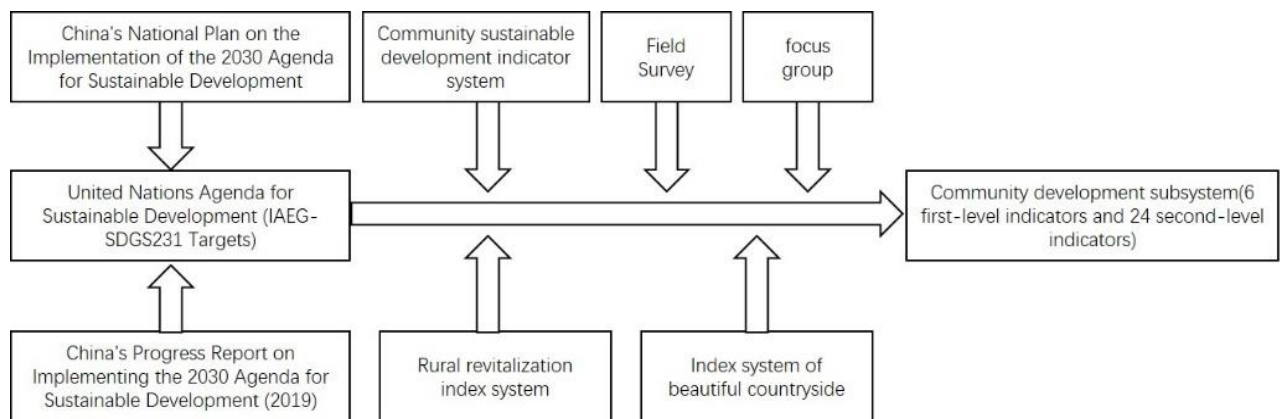 China's National Plan on the
Implementation of the 2030 Agenda
for Sustainable Development
Community sustainable
development indicator
system
Field
Survey
focus
group
United Nations Agenda for
Sustainable Development (IAEG-
SDGS231 Targets)
Community development subsystem(6
first-level indicators and 24 second-level
indicators)
China's Progress Report on
Implementing the 2030 Agenda for
Sustainable Development (2019)
Rural revitalization
index system
Index system of
beautiful countryside